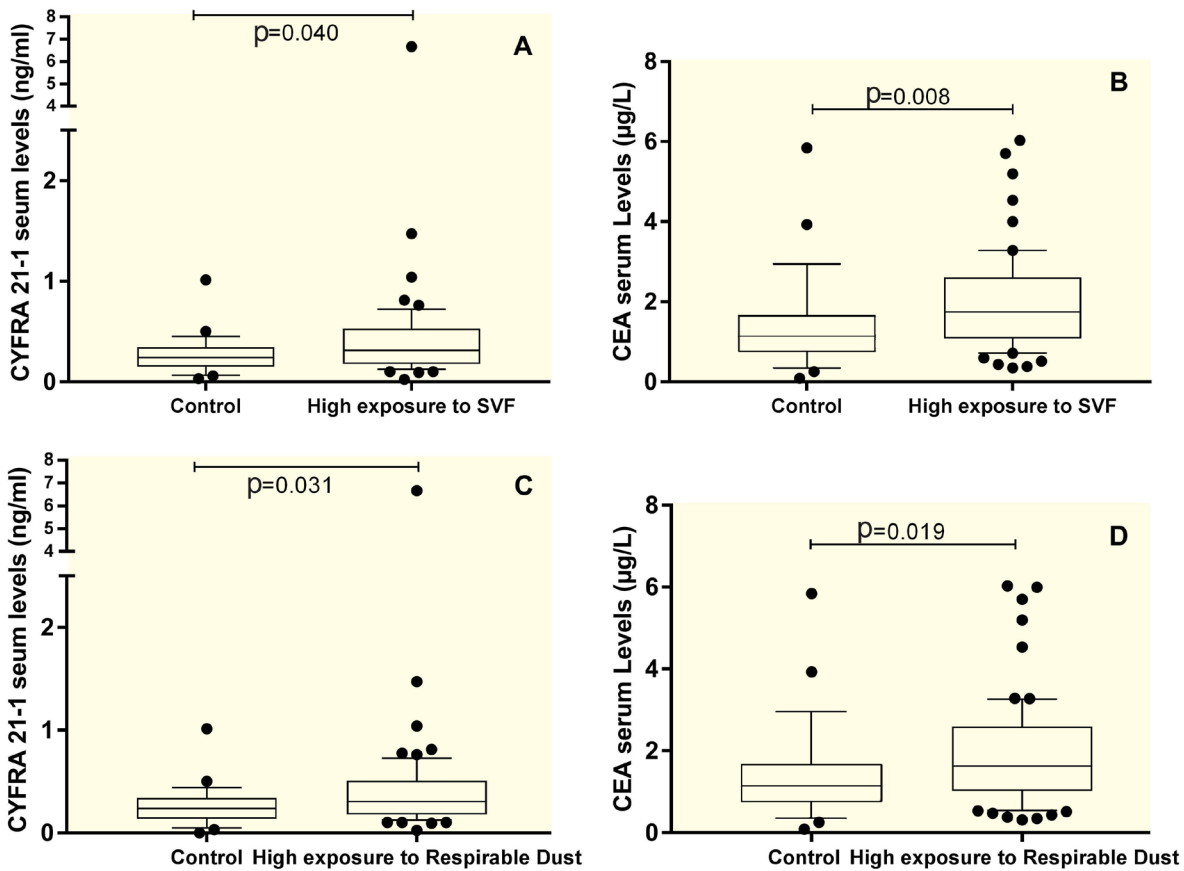 CYFRA 21-1 seum levels (ng/ml)
8
7
6
5
4
2
1
0
p=0.040
A
Control
High exposure to SVF
CEA serum Levels (µg/L)
8
6
4
2
0
p=0.008
B
Control
High exposure to SVF
CYFRA 21-1 seum levels (ng/ml)
8
7
6
5
4
2
1
0
p=0.031
C
Control
High exposure to Respirable Dust
CEA serum Levels (µg/L)
8
6
4
2
0
p=0.019
D
Control
High exposure to Respirable Dust